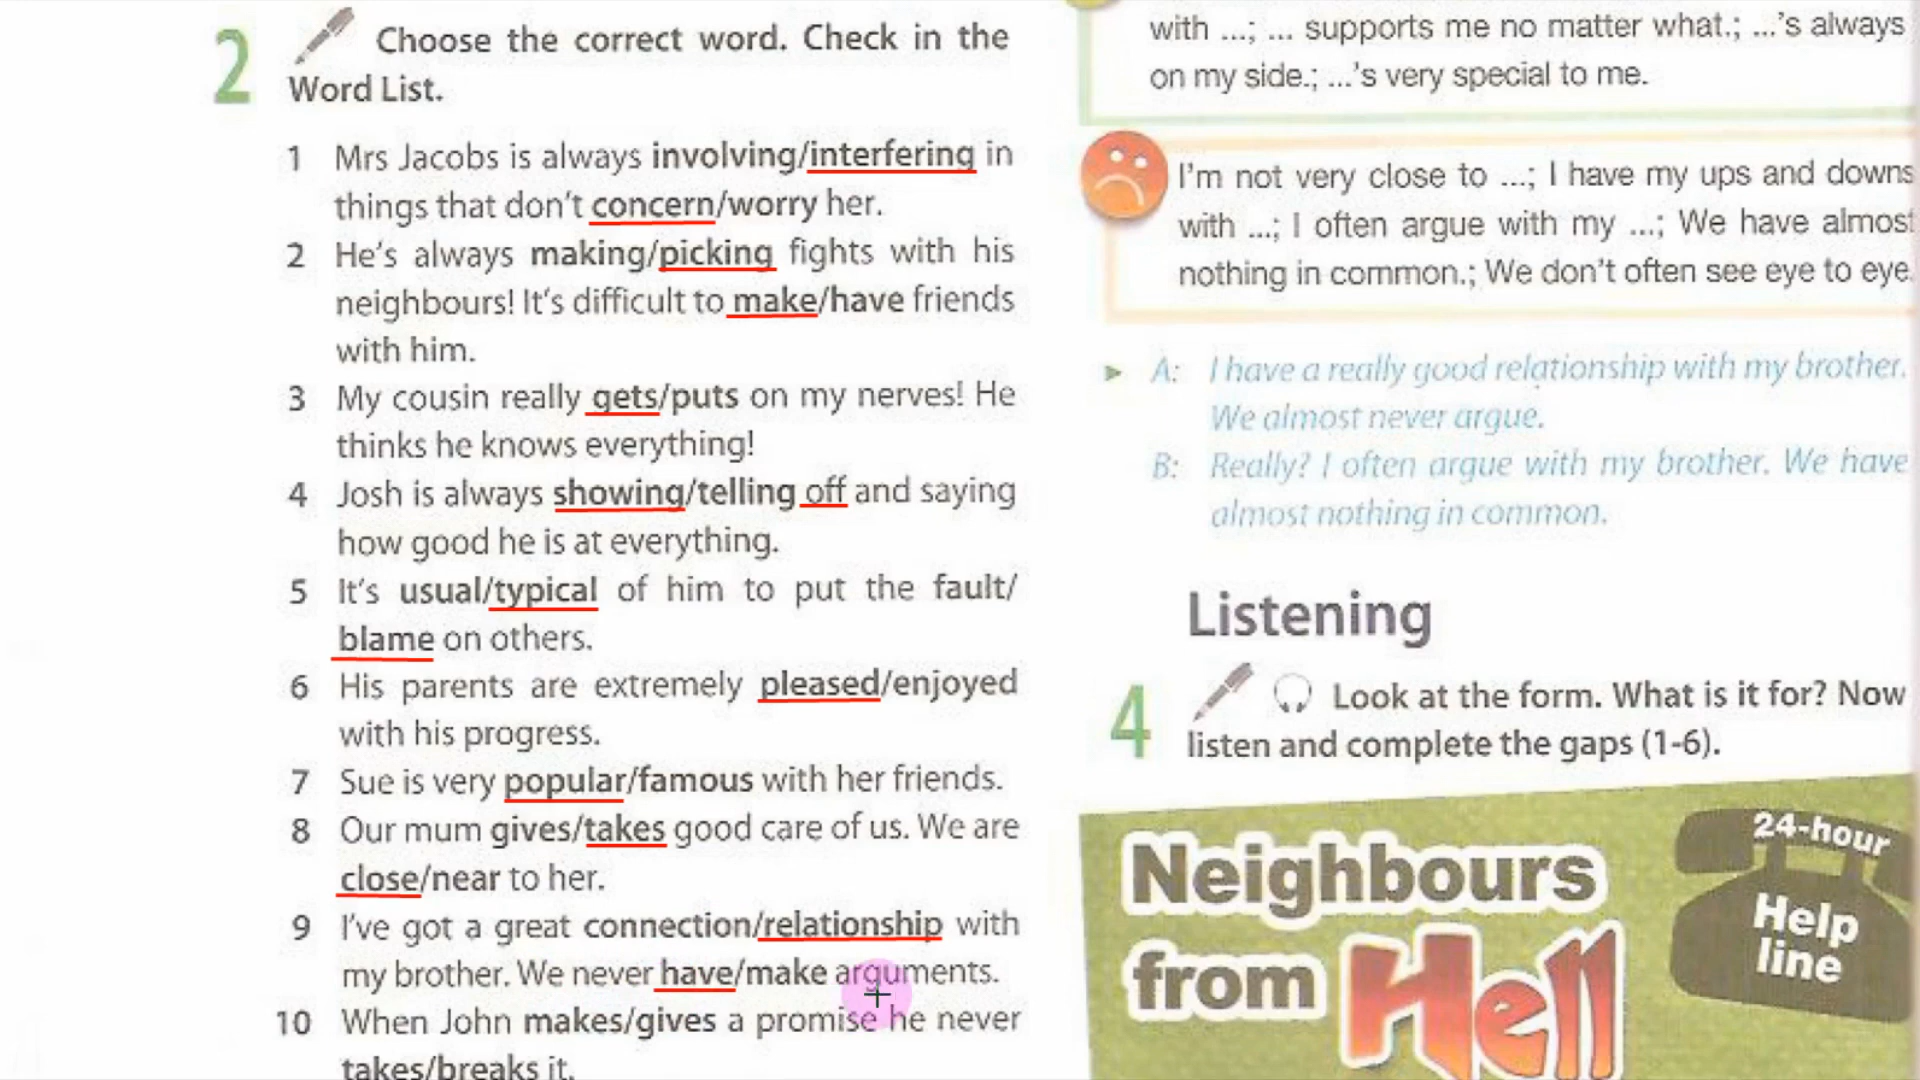 2 Choose the correct word. Check in the
Word List.
1 Mrs Jacobs is always involving/interfering in
things that don't concern/worry her.
2 He's always making/picking fights with his
neighbours! It's difficult to make/have friends
with him.
3 My cousin really gets/puts on my nerves! He
thinks he knows everything!
4 Josh is always showing/telling off and saying
how good he is at everything.
5 It's usual/typical of him to put the fault/
blame on others.
6 His parents are extremely pleased/enjoyed
with his progress.
7 Sue is very popular/famous with her friends.
8 Our mum gives/takes good care of us. We are
close/near to her.
9 I've got a great connection/relationship with
my brother. We never have/make arguments.
10 When John makes/gives a promise he never
takes/breaks it.
with ...; ... supports me no matter what.; ...'s always
on my side.; ...'s very special to me.
I'm not very close to ...; I have my ups and downs
with ...; I often argue with my ...; We have almost
nothing in common.; We don't often see eye to eye.
A: I have a really good relationship with my brother.
We almost never argue.
B: Really? I often argue with my brother. We have
almost nothing in common.
Listening
4 Look at the form. What is it for? Now
listen and complete the gaps (1-6).
Neighbours
from Hell
24-hour
Help
line